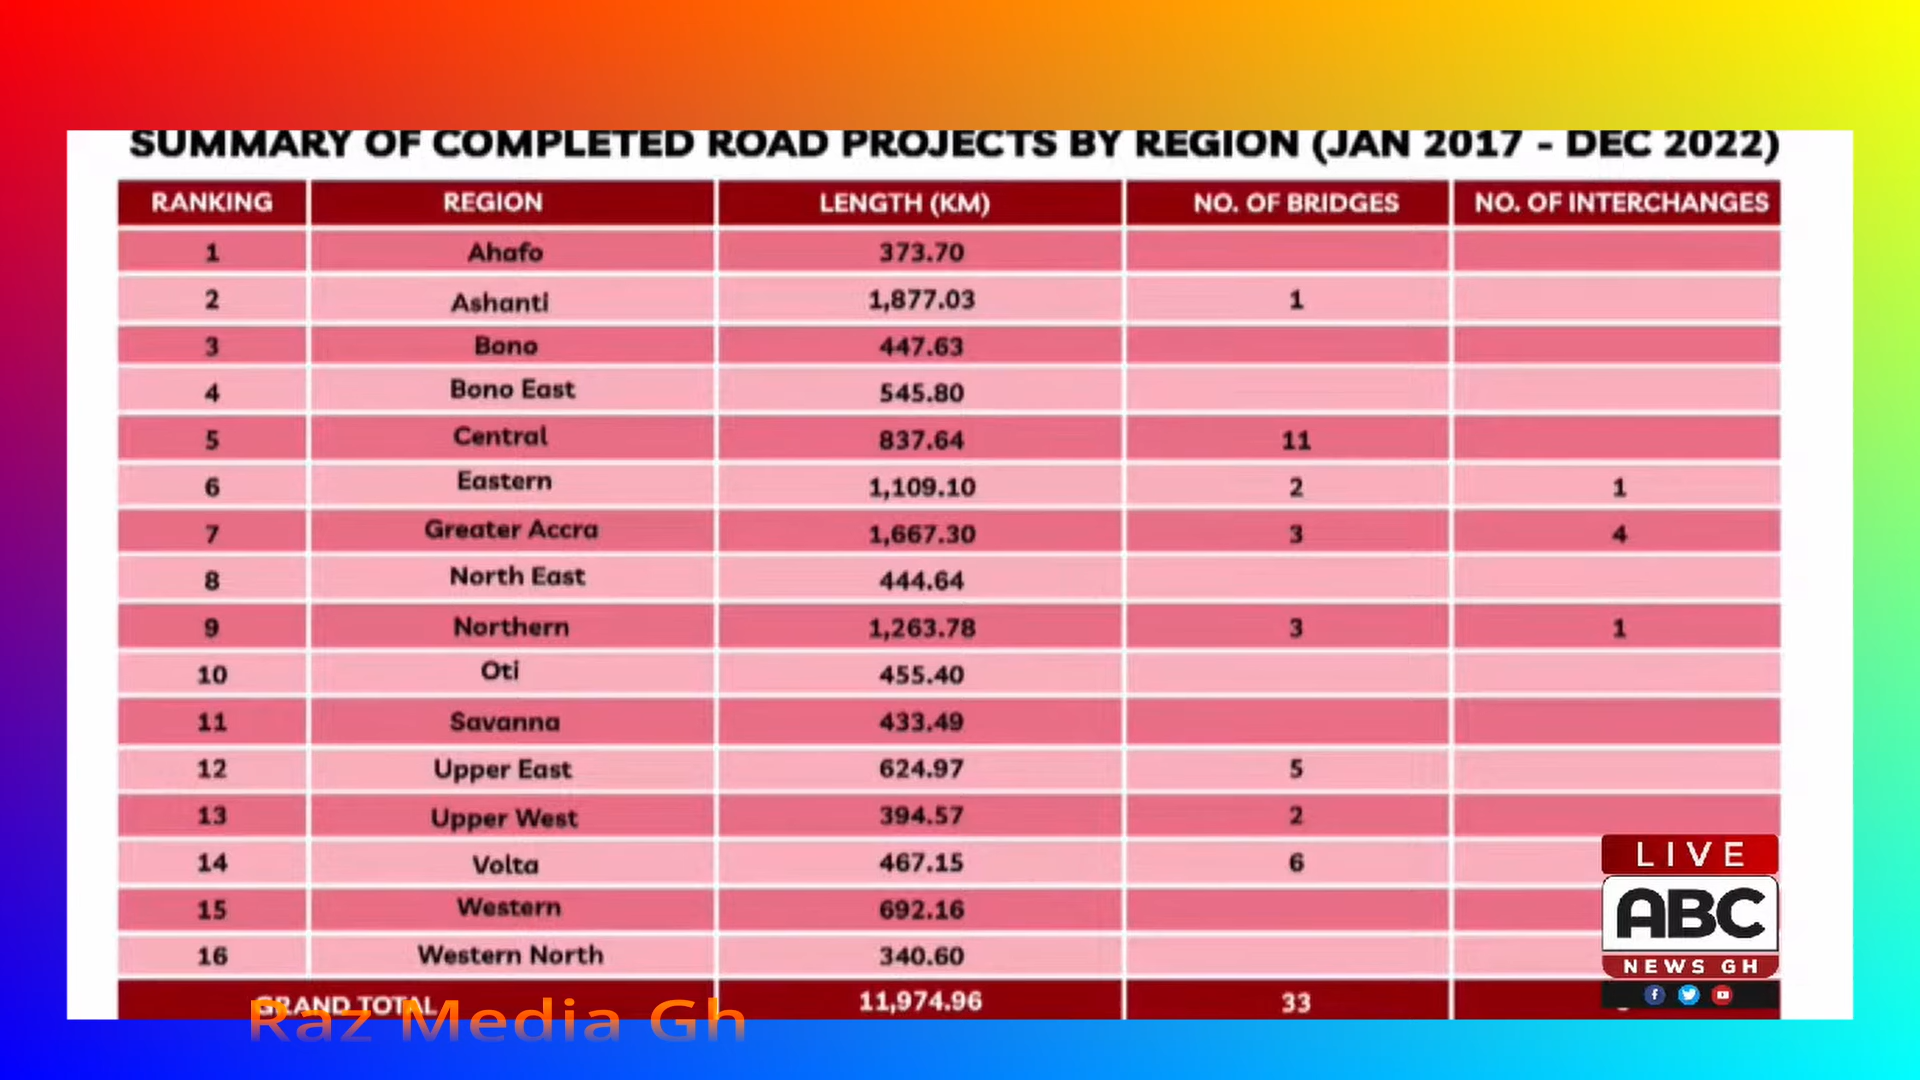 SUMMARY OF COMPLETED ROAD PROJECTS BY REGION (JAN 2017 - DEC 2022)
RANKING REGION LENGTH (KM) NO. OF BRIDGES NO. OF INTERCHANGES
1 Ahafo 373.70
2 Ashanti 1,877.03 1
3 Bono 447.63
4 Bono East 545.80
5 Central 837.64 11
6 Eastern 1,109.10 2 1
7 Greater Accra 1,667.30 3 4
8 North East 444.64
9 Northern 1,263.78 3 1
10 Oti 455.40
11 Savanna 433.49
12 Upper East 624.97 5
13 Upper West 394.57 2
14 Volta 467.15 6
15 Western 692.16
16 Western North 340.60
GRAND TOTAL 11,974.96 33
LIVE
ABC
NEWS GH
Raz Media Gh